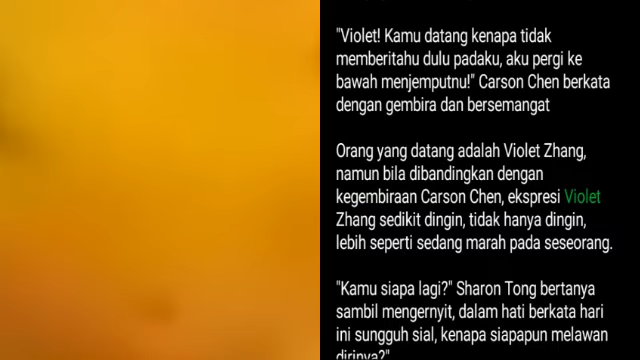 "Violet! Kamu datang kenapa tidak
memberitahu dulu padaku, aku pergi ke
bawah menjemputnu!" Carson Chen berkata
dengan gembira dan bersemangat
Orang yang datang adalah Violet Zhang,
namun bila dibandingkan dengan
kegembiraan Carson Chen, ekspresi Violet
Zhang sedikit dingin, tidak hanya dingin,
lebih seperti sedang marah pada seseorang.
"Kamu siapa lagi?" Sharon Tong bertanya
sambil mengernyit, dalam hati berkata hari
ini sungguh sial, kenapa siapapun melawan
dirinya?"